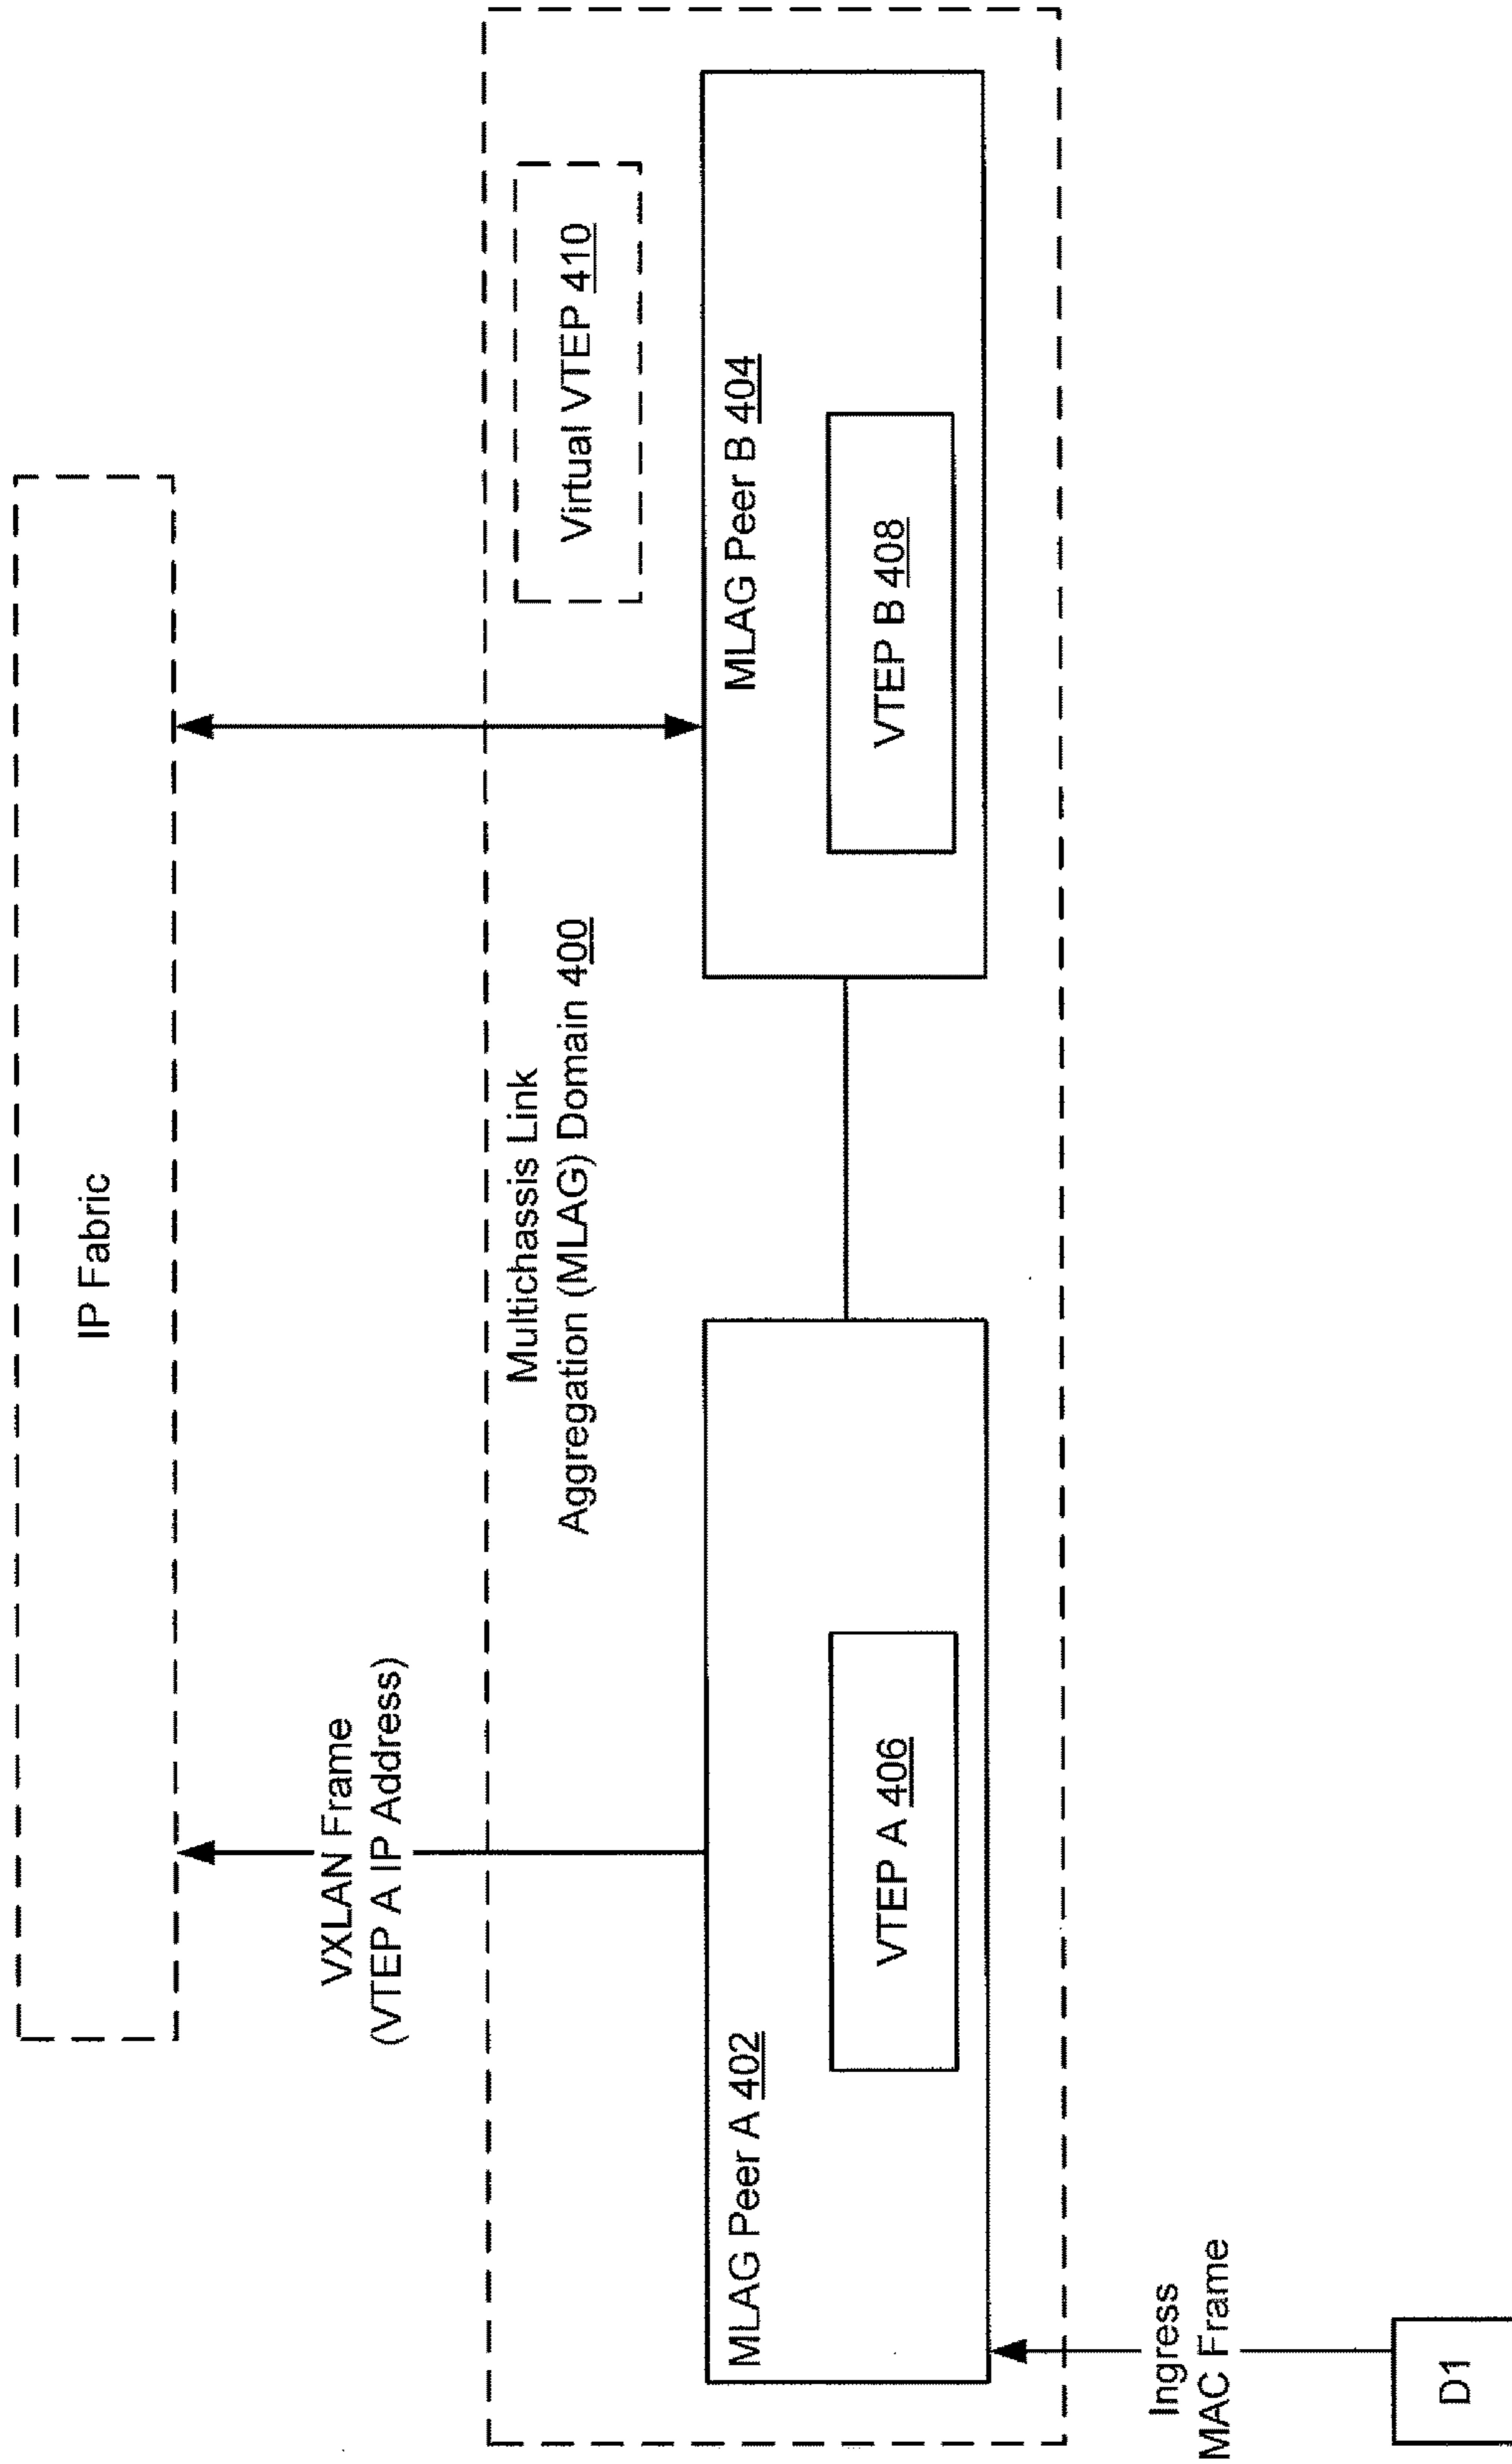 IP Fabric
VXLAN Frame
(VTEP A IP Address)
Multichassis Link
Aggregation (MLAG) Domain 400
Virtual VTEP 410
MLAG Peer A 402
VTEP A 406
MLAG Peer B 404
VTEP B 408
Ingress
MAC Frame
D1